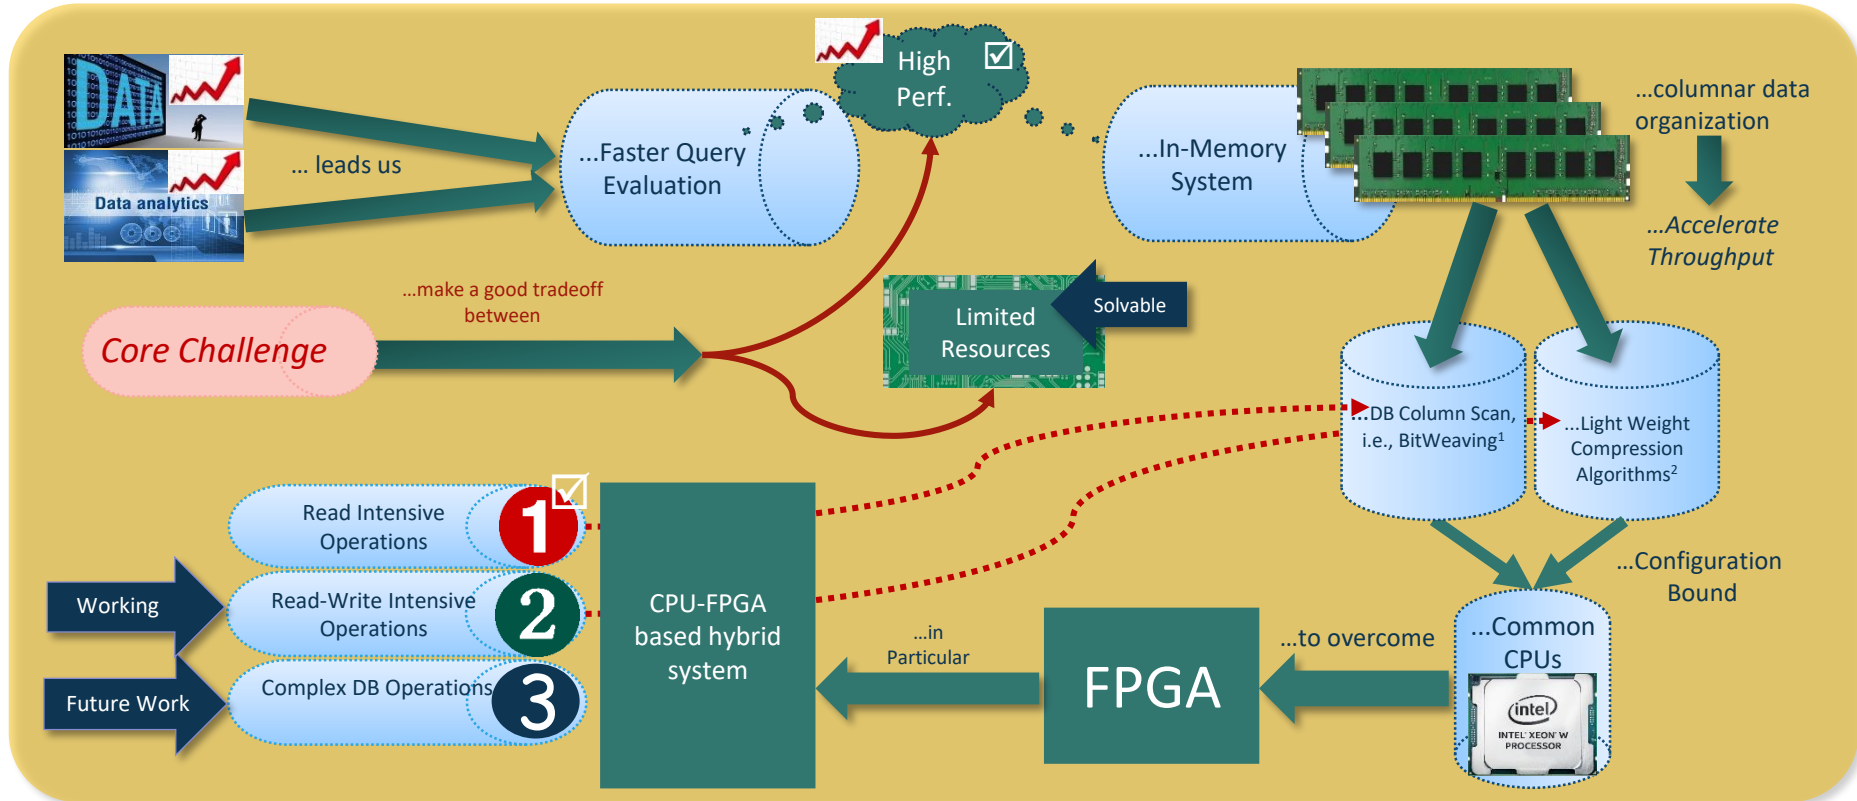 DATA
Data analytics
... leads us
...Faster Query
Evaluation
High
Perf.
...In-Memory
System
...columnar data
organization
...Accelerate
Throughput
Core Challenge
...make a good tradeoff
between
Limited
Resources
Solvable
...DB Column Scan,
i.e., BitWeaving¹
...Light Weight
Compression
Algorithms²
...Configuration
Bound
...Common
CPUs
intel
INTEL® XEON® W
PROCESSOR
...to overcome
FPGA
...in
Particular
CPU-FPGA
based hybrid
system
Read Intensive
Operations
1
Working
Read-Write Intensive
Operations
2
Future Work
Complex DB Operations
3